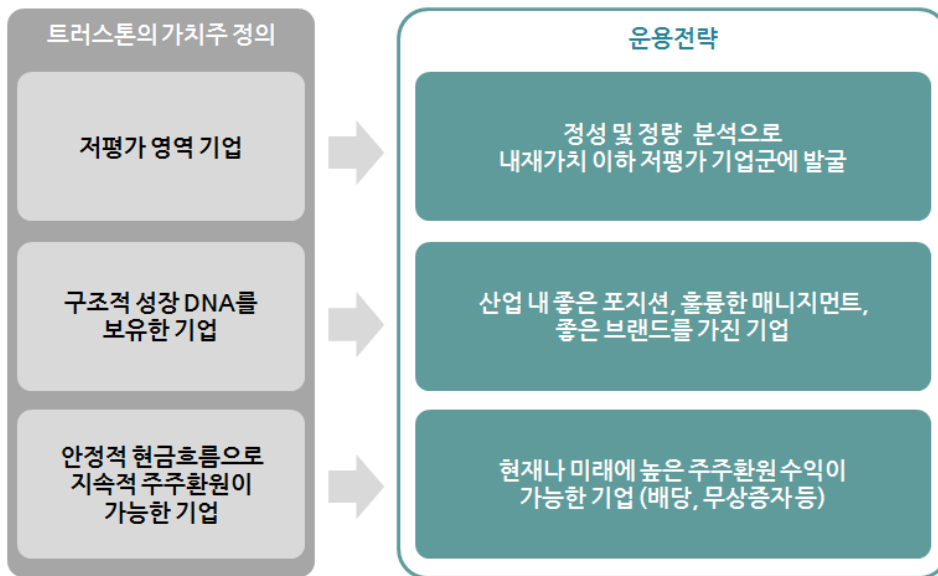 트러스톤의 가치주 정의
운용전략
저평가 영역 기업
정성 및 정량 분석으로
내재가치 이하 저평가 기업군에 발굴
구조적 성장 DNA를
보유한 기업
산업 내 좋은 포지션, 훌륭한 매니지먼트,
좋은 브랜드를 가진 기업
안정적 현금흐름으로
지속적 주주환원이
가능한 기업
현재나 미래에 높은 주주환원 수익이
가능한 기업 (배당, 무상증자 등)